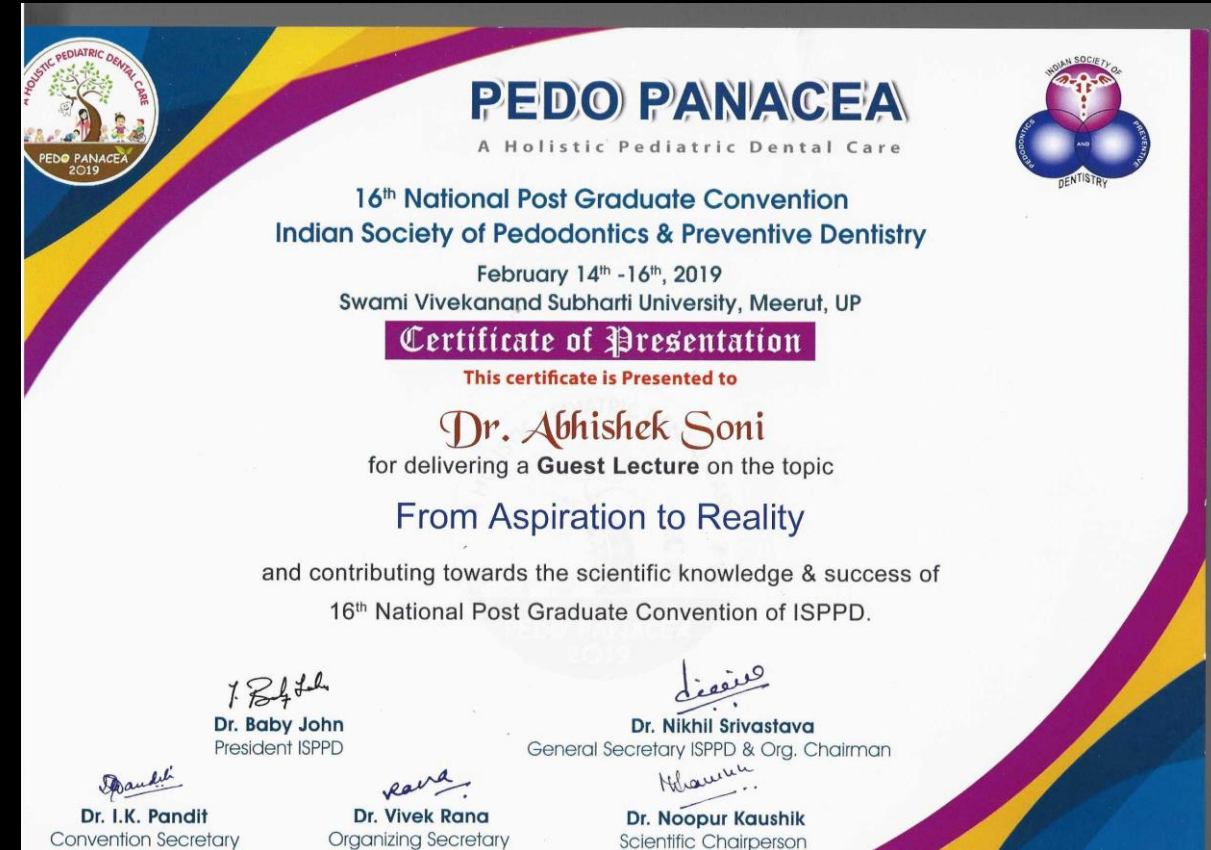 A HOLISTIC PEDIATRIC DENTAL CARE
PEDO PANACEA
2019
PEDO PANACEA
A Holistic Pediatric Dental Care
INDIAN SOCIETY OF
PEDODONTICS
AND
PREVENTIVE
DENTISTRY
16th National Post Graduate Convention
Indian Society of Pedodontics & Preventive Dentistry
February 14th -16th, 2019
Swami Vivekanand Subharti University, Meerut, UP
Certificate of Presentation
This certificate is Presented to
Dr. Abhishek Soni
for delivering a Guest Lecture on the topic
From Aspiration to Reality
and contributing towards the scientific knowledge & success of
16th National Post Graduate Convention of ISPPD.
PEDO PANACEA
2019
Dr. Baby John
President ISPPD
Dr. Nikhil Srivastava
General Secretary ISPPD & Org. Chairman
Rana
Dr. I.K. Pandit
Convention Secretary
Dr. Vivek Rana
Organizing Secretary
Dr. Noopur Kaushik
Scientific Chairperson